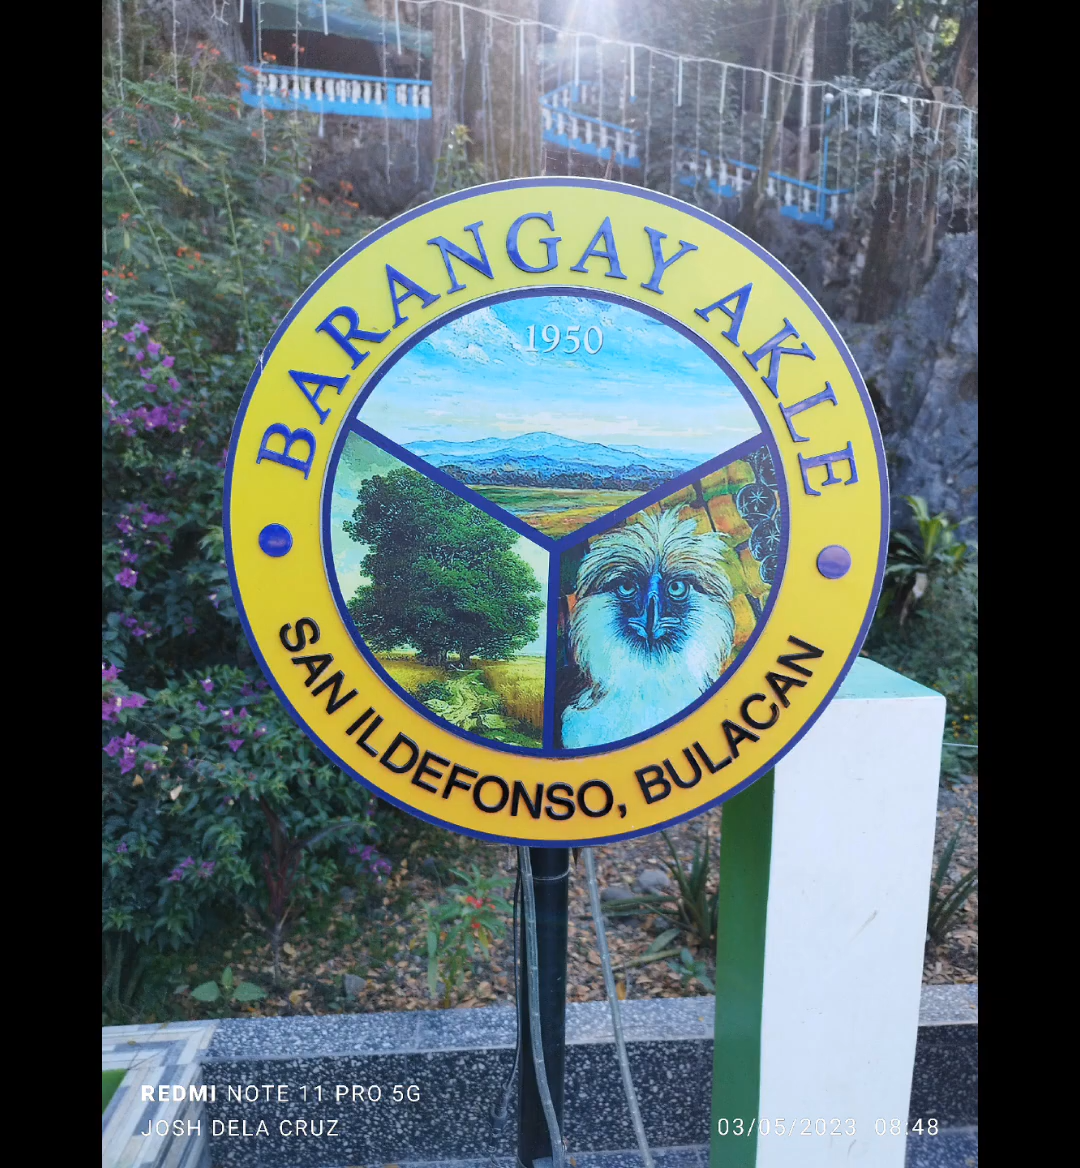 BARANGAY AKLE
1950
SAN ILDEFONSO, BULACAN
REDMI NOTE 11 PRO 5G
JOSH DELA CRUZ
03/05/2023 08:48